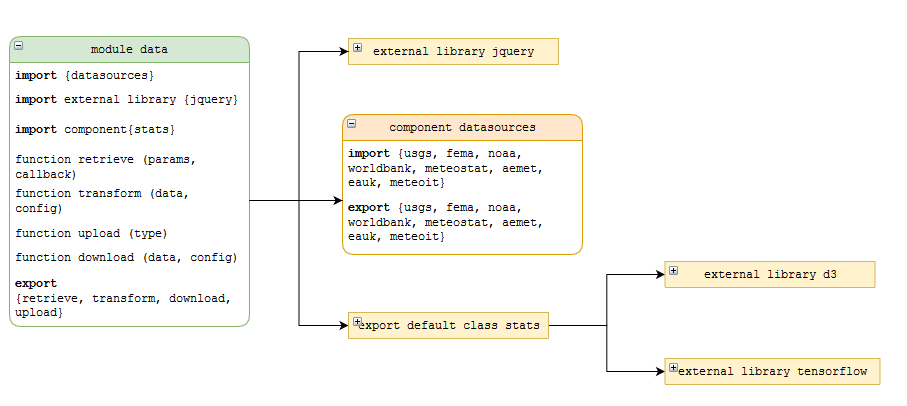 module data
import {datasources}
import external library {jquery}
import component{stats}
function retrieve (params,
callback)
function transform (data,
config)
function upload (type)
function download (data, config)
export
{retrieve, transform, download,
upload}
external library jquery
component datasources
import {usgs, fema, noaa,
worldbank, meteostat, aemet,
eauk, meteoit}
export {usgs, fema, noaa,
worldbank, meteostat, aemet,
eauk, meteoit}
export default class stats
external library d3
external library tensorflow